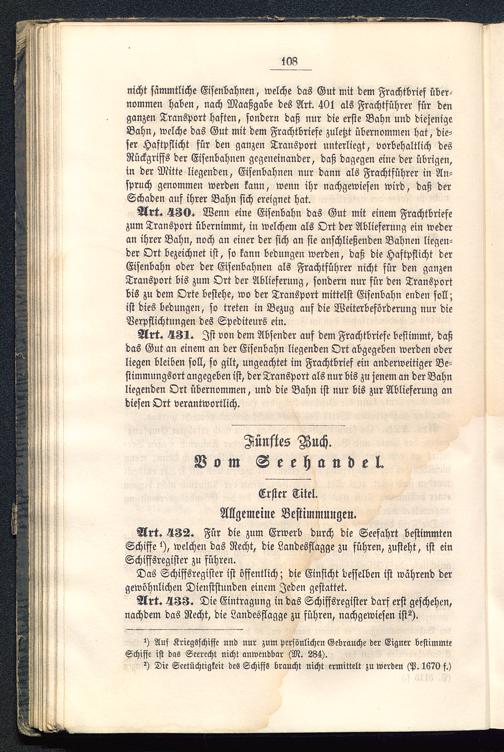 108
nicht sämmtliche Eisenbahnen, welche das Gut mit dem Frachtbrief über-
nommen haben, nach Maaßgabe des Art. 401 als Frachtführer für den
ganzen Transport haften, sondern daß nur die erste Bahn und diejenige
Bahn, welche das Gut mit dem Frachtbriefe zuletzt übernommen hat, die-
ser Haftpflicht für den ganzen Transport unterliegt, vorbehaltlich des
Rückgriffs der Eisenbahnen gegeneinander, daß dagegen eine der übrigen,
in der Mitte liegenden, Eisenbahnen nur dann als Frachtführer in An-
spruch genommen werden kann, wenn ihr nachgewiesen wird, daß der
Schaden auf ihrer Bahn sich ereignet hat.
Art. 430. Wenn eine Eisenbahn das Gut mit einem Frachtbriefe
zum Transport übernimmt, in welchem als Ort der Ablieferung ein weder
an ihrer Bahn, noch an einer der sich an sie anschließenden Bahnen liegen-
der Ort bezeichnet ist, so kann bedungen werden, daß die Haftpflicht der
Eisenbahn oder der Eisenbahnen als Frachtführer nicht für den ganzen
Transport bis zum Ort der Ablieferung, sondern nur für den Transport
bis zu dem Orte bestehe, wo der Transport mittelst Eisenbahn enden soll;
ist dies bedungen, so treten in Bezug auf die Weiterbeförderung nur die
Verpflichtungen des Spediteurs ein.
Art. 431. Ist von dem Absender auf dem Frachtbriefe bestimmt, daß
das Gut an einem an der Eisenbahn liegenden Ort abgegeben werden oder
liegen bleiben soll, so gilt, ungeachtet im Frachtbrief ein anderweitiger Be-
stimmungsort angegeben ist, der Transport als nur bis zu jenem an der Bahn
liegenden Ort übernommen, und die Bahn ist nur bis zur Ablieferung an
diesen Ort verantwortlich.
Fünftes Buch.
Vom Seehandel.
Erster Titel.
Allgemeine Bestimmungen.
Art. 432. Für die zum Erwerb durch die Seefahrt bestimmten
Schiffe ¹), welchen das Recht, die Landesflagge zu führen, zusteht, ist ein
Schiffsregister zu führen.
Das Schiffsregister ist öffentlich; die Einsicht desselben ist während der
gewöhnlichen Dienststunden einem Jeden gestattet.
Art. 433. Die Eintragung in das Schiffsregister darf erst geschehen,
nachdem das Recht, die Landesflagge zu führen, nachgewiesen ist²).
¹) Auf Kriegsschiffe und nur zum persönlichen Gebrauche der Eigner bestimmte
Schiffe ist das Seerecht nicht anwendbar (M. 284).
²) Die Seetüchtigkeit des Schiffs braucht nicht ermittelt zu werden (P. 1670 f.)